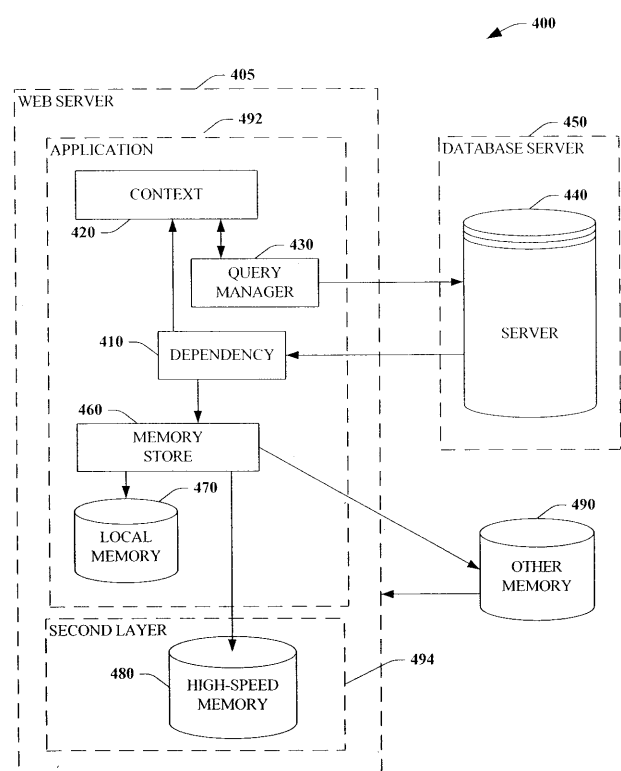 400
405
WEB SERVER
492
APPLICATION
CONTEXT
420
430
QUERY
MANAGER
410
DEPENDENCY
460
MEMORY
STORE
470
LOCAL
MEMORY
SECOND LAYER
480
HIGH-SPEED
MEMORY
494
450
DATABASE SERVER
440
SERVER
490
OTHER
MEMORY